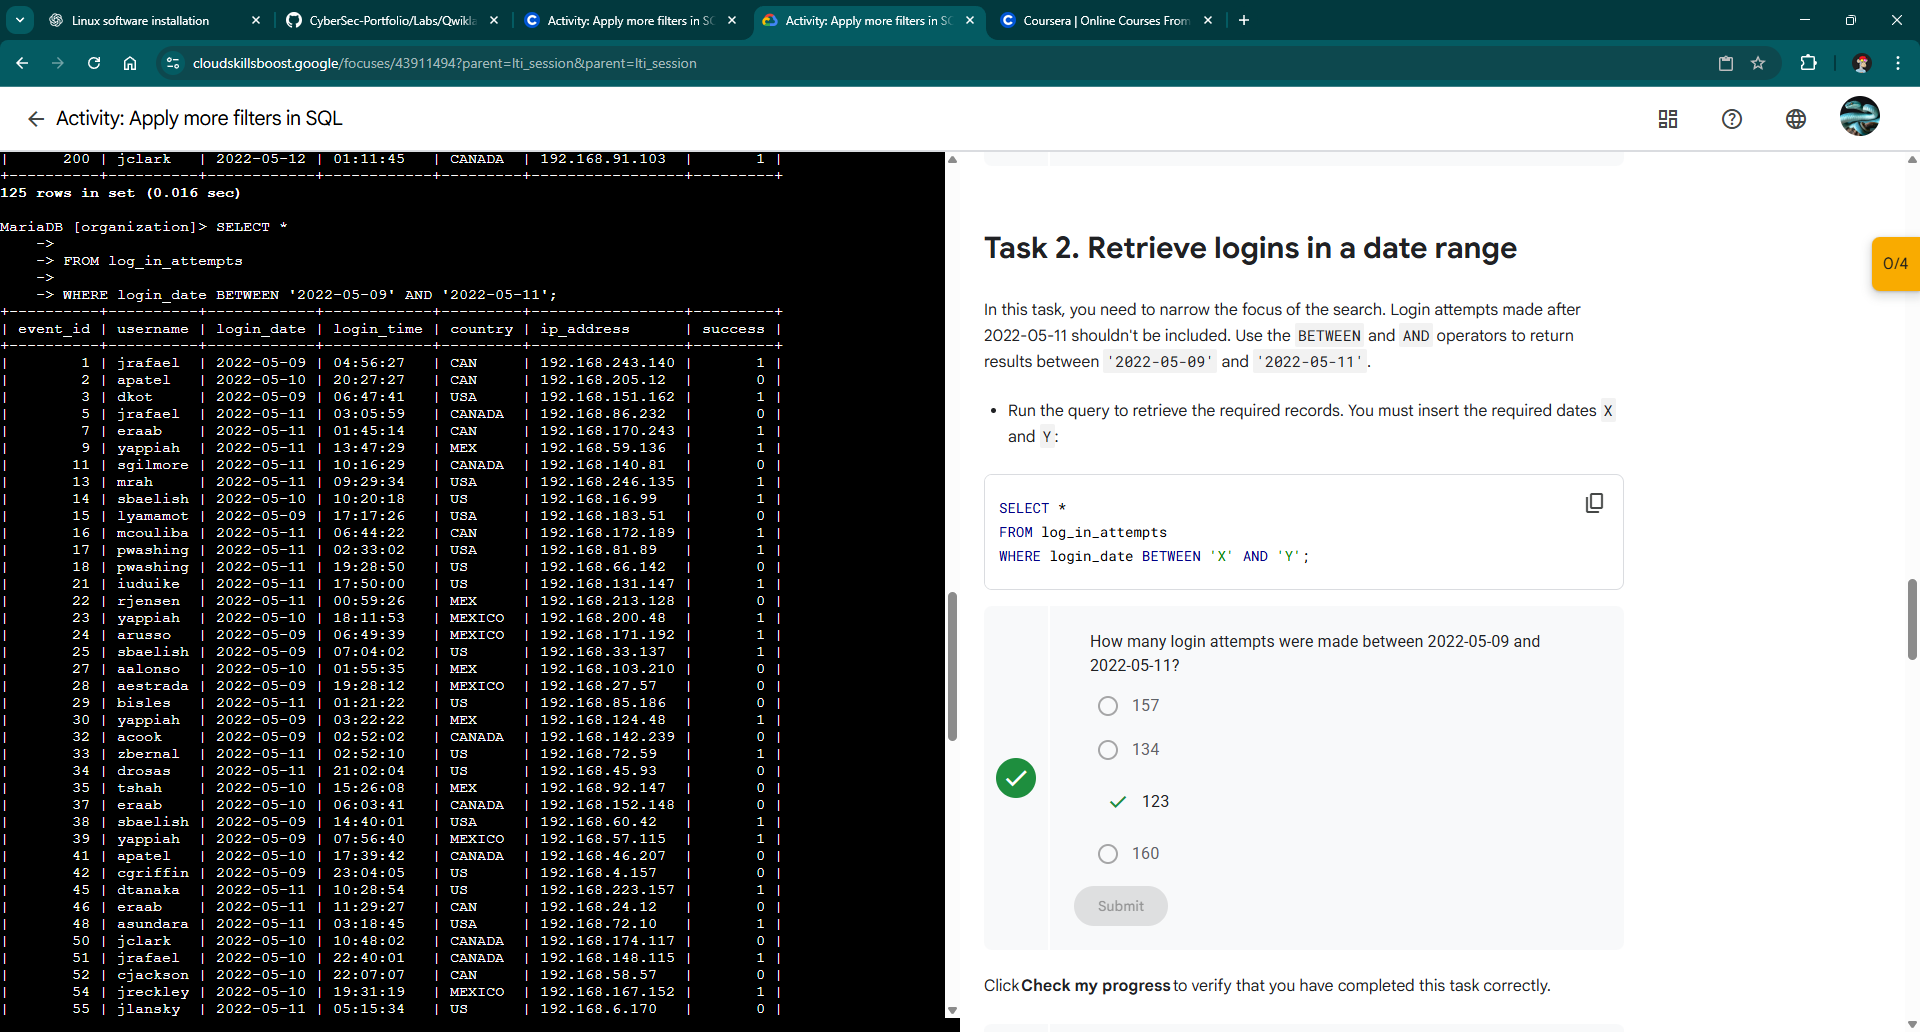 Linux software installation
CyberSec-Portfolio/Labs/Qwikla
Activity: Apply more filters in SQ
Activity: Apply more filters in SQ
Coursera | Online Courses From
cloudskillsboost.google/focuses/43911494?parent=lti_session&parent=lti_session
Activity: Apply more filters in SQL
| 200 | jclark | 2022-05-12 | 01:11:45 | CANADA | 192.168.91.103 | 1 |
+----------+----------+------------+------------+---------+-----------------+---------+
125 rows in set (0.016 sec)
MariaDB [organization]> SELECT *
->
-> FROM log_in_attempts
->
-> WHERE login_date BETWEEN '2022-05-09' AND '2022-05-11';
+----------+----------+------------+------------+---------+-----------------+---------+
| event_id | username | login_date | login_time | country | ip_address | success |
+----------+----------+------------+------------+---------+-----------------+---------+
| 1 | jrafael | 2022-05-09 | 04:56:27 | CAN | 192.168.243.140 | 1 |
| 2 | apatel | 2022-05-10 | 20:27:27 | CAN | 192.168.205.12 | 0 |
| 3 | dkot | 2022-05-09 | 06:47:41 | USA | 192.168.151.162 | 1 |
| 5 | jrafael | 2022-05-11 | 03:05:59 | CANADA | 192.168.86.232 | 0 |
| 7 | eraab | 2022-05-11 | 01:45:14 | CAN | 192.168.170.243 | 1 |
| 9 | yappiah | 2022-05-11 | 13:47:29 | MEX | 192.168.59.136 | 1 |
| 11 | sgilmore | 2022-05-11 | 10:16:29 | CANADA | 192.168.140.81 | 0 |
| 13 | mrah | 2022-05-11 | 09:29:34 | USA | 192.168.246.135 | 1 |
| 14 | sbaelish | 2022-05-10 | 10:20:18 | US | 192.168.16.99 | 1 |
| 15 | lyamamot | 2022-05-09 | 17:17:26 | USA | 192.168.183.51 | 0 |
| 16 | mcouliba | 2022-05-11 | 06:44:22 | CAN | 192.168.172.189 | 1 |
| 17 | pwashing | 2022-05-11 | 02:33:02 | USA | 192.168.81.89 | 1 |
| 18 | pwashing | 2022-05-11 | 19:28:50 | US | 192.168.66.142 | 0 |
| 21 | iuduike | 2022-05-11 | 17:50:00 | US | 192.168.131.147 | 1 |
| 22 | rjensen | 2022-05-11 | 00:59:26 | MEX | 192.168.213.128 | 0 |
| 23 | yappiah | 2022-05-10 | 18:11:53 | MEXICO | 192.168.200.48 | 1 |
| 24 | arusso | 2022-05-09 | 06:49:39 | MEXICO | 192.168.171.192 | 1 |
| 25 | sbaelish | 2022-05-09 | 07:04:02 | US | 192.168.33.137 | 1 |
| 27 | aalonso | 2022-05-10 | 01:55:35 | MEX | 192.168.103.210 | 0 |
| 28 | aestrada | 2022-05-09 | 19:28:12 | MEXICO | 192.168.27.57 | 0 |
| 29 | bisles | 2022-05-11 | 01:21:22 | US | 192.168.85.186 | 0 |
| 30 | yappiah | 2022-05-09 | 03:22:22 | MEX | 192.168.124.48 | 1 |
| 32 | acook | 2022-05-09 | 02:52:02 | CANADA | 192.168.142.239 | 0 |
| 33 | zbernal | 2022-05-11 | 02:52:10 | US | 192.168.72.59 | 1 |
| 34 | drosas | 2022-05-11 | 21:02:04 | US | 192.168.45.93 | 0 |
| 35 | tshah | 2022-05-10 | 15:26:08 | MEX | 192.168.92.147 | 0 |
| 37 | eraab | 2022-05-10 | 06:03:41 | CANADA | 192.168.152.148 | 0 |
| 38 | sbaelish | 2022-05-09 | 14:40:01 | USA | 192.168.60.42 | 1 |
| 39 | yappiah | 2022-05-09 | 07:56:40 | MEXICO | 192.168.57.115 | 1 |
| 41 | apatel | 2022-05-10 | 17:39:42 | CANADA | 192.168.46.207 | 0 |
| 42 | cgriffin | 2022-05-09 | 23:04:05 | US | 192.168.4.157 | 0 |
| 45 | dtanaka | 2022-05-11 | 10:28:54 | US | 192.168.223.157 | 1 |
| 46 | eraab | 2022-05-11 | 11:29:27 | CAN | 192.168.24.12 | 0 |
| 48 | asundara | 2022-05-11 | 03:18:45 | USA | 192.168.72.10 | 1 |
| 50 | jclark | 2022-05-10 | 10:48:02 | CANADA | 192.168.174.117 | 0 |
| 51 | jrafael | 2022-05-10 | 22:40:01 | CANADA | 192.168.148.115 | 1 |
| 52 | cjackson | 2022-05-10 | 22:07:07 | CAN | 192.168.58.57 | 0 |
| 54 | jreckley | 2022-05-10 | 19:31:19 | MEXICO | 192.168.167.152 | 1 |
| 55 | jlansky | 2022-05-11 | 05:15:34 | US | 192.168.6.170 | 0 |
Task 2. Retrieve logins in a date range
0/4
In this task, you need to narrow the focus of the search. Login attempts made after
2022-05-11 shouldn't be included. Use the BETWEEN and AND operators to return
results between '2022-05-09' and '2022-05-11'.
• Run the query to retrieve the required records. You must insert the required dates X
and Y:
SELECT *
FROM log_in_attempts
WHERE login_date BETWEEN 'X' AND 'Y';
How many login attempts were made between 2022-05-09 and
2022-05-11?
157
134
123
160
Submit
Click Check my progress to verify that you have completed this task correctly.